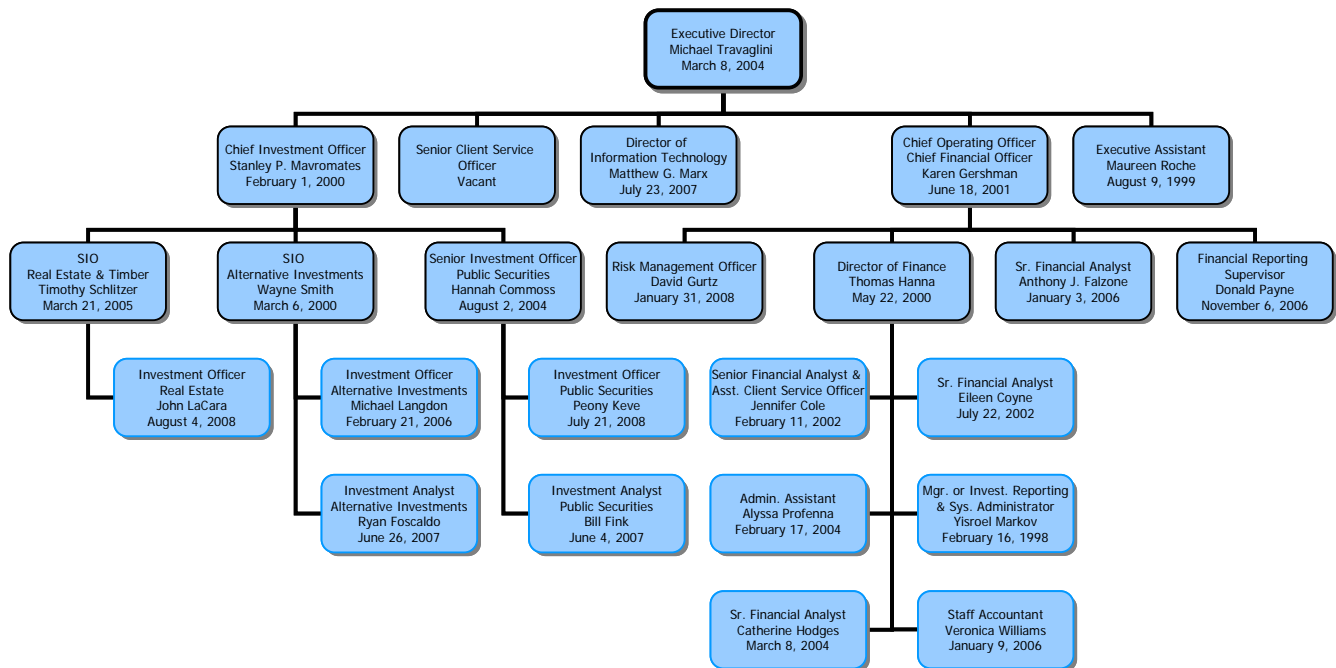 Executive Director
Michael Travaglini
March 8, 2004
Chief Investment Officer
Stanley P. Mavromates
February 1, 2000
Senior Client Service
Officer
Vacant
Director of
Information Technology
Matthew G. Marx
July 23, 2007
Chief Operating Officer
Chief Financial Officer
Karen Gershman
June 18, 2001
Executive Assistant
Maureen Roche
August 9, 1999
SIO
Real Estate & Timber
Timothy Schlitzer
March 21, 2005
SIO
Alternative Investments
Wayne Smith
March 6, 2000
Senior Investment Officer
Public Securities
Hannah Commoss
August 2, 2004
Risk Management Officer
David Gurtz
January 31, 2008
Director of Finance
Thomas Hanna
May 22, 2000
Sr. Financial Analyst
Anthony J. Falzone
January 3, 2006
Financial Reporting
Supervisor
Donald Payne
November 6, 2006
Investment Officer
Real Estate
John LaCara
August 4, 2008
Investment Officer
Alternative Investments
Michael Langdon
February 21, 2006
Investment Officer
Public Securities
Peony Keve
July 21, 2008
Senior Financial Analyst &
Asst. Client Service Officer
Jennifer Cole
February 11, 2002
Sr. Financial Analyst
Eileen Coyne
July 22, 2002
Investment Analyst
Alternative Investments
Ryan Foscaldo
June 26, 2007
Investment Analyst
Public Securities
Bill Fink
June 4, 2007
Admin. Assistant
Alyssa Profenna
February 17, 2004
Mgr. or Invest. Reporting
& Sys. Administrator
Yisroel Markov
February 16, 1998
Sr. Financial Analyst
Catherine Hodges
March 8, 2004
Staff Accountant
Veronica Williams
January 9, 2006